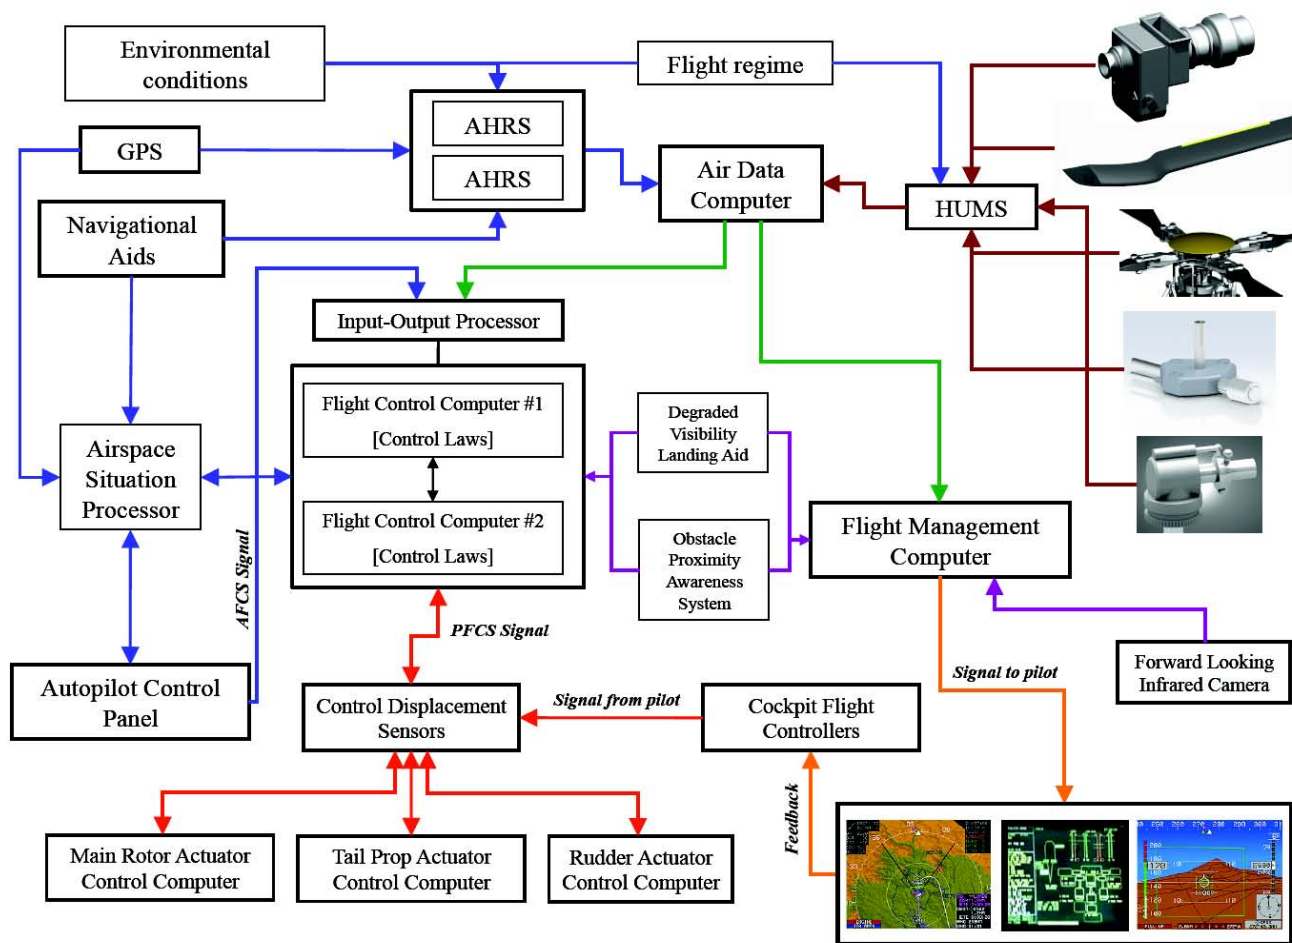 Environmental
conditions
Flight regime
AHRS
AHRS
GPS
Air Data
Computer
HUMS
Navigational
Aids
Input-Output Processor
Flight Control Computer #1
[Control Laws]
Flight Control Computer #2
[Control Laws]
Degraded
Visibility
Landing Aid
Airspace
Situation
Processor
Obstacle
Proximity
Awareness
System
Flight Management
Computer
AFCS Signal
PFCS Signal
Autopilot Control
Panel
Control Displacement
Sensors
Signal from pilot
Cockpit Flight
Controllers
Signal to pilot
Forward Looking
Infrared Camera
Feedback
Main Rotor Actuator
Control Computer
Tail Prop Actuator
Control Computer
Rudder Actuator
Control Computer